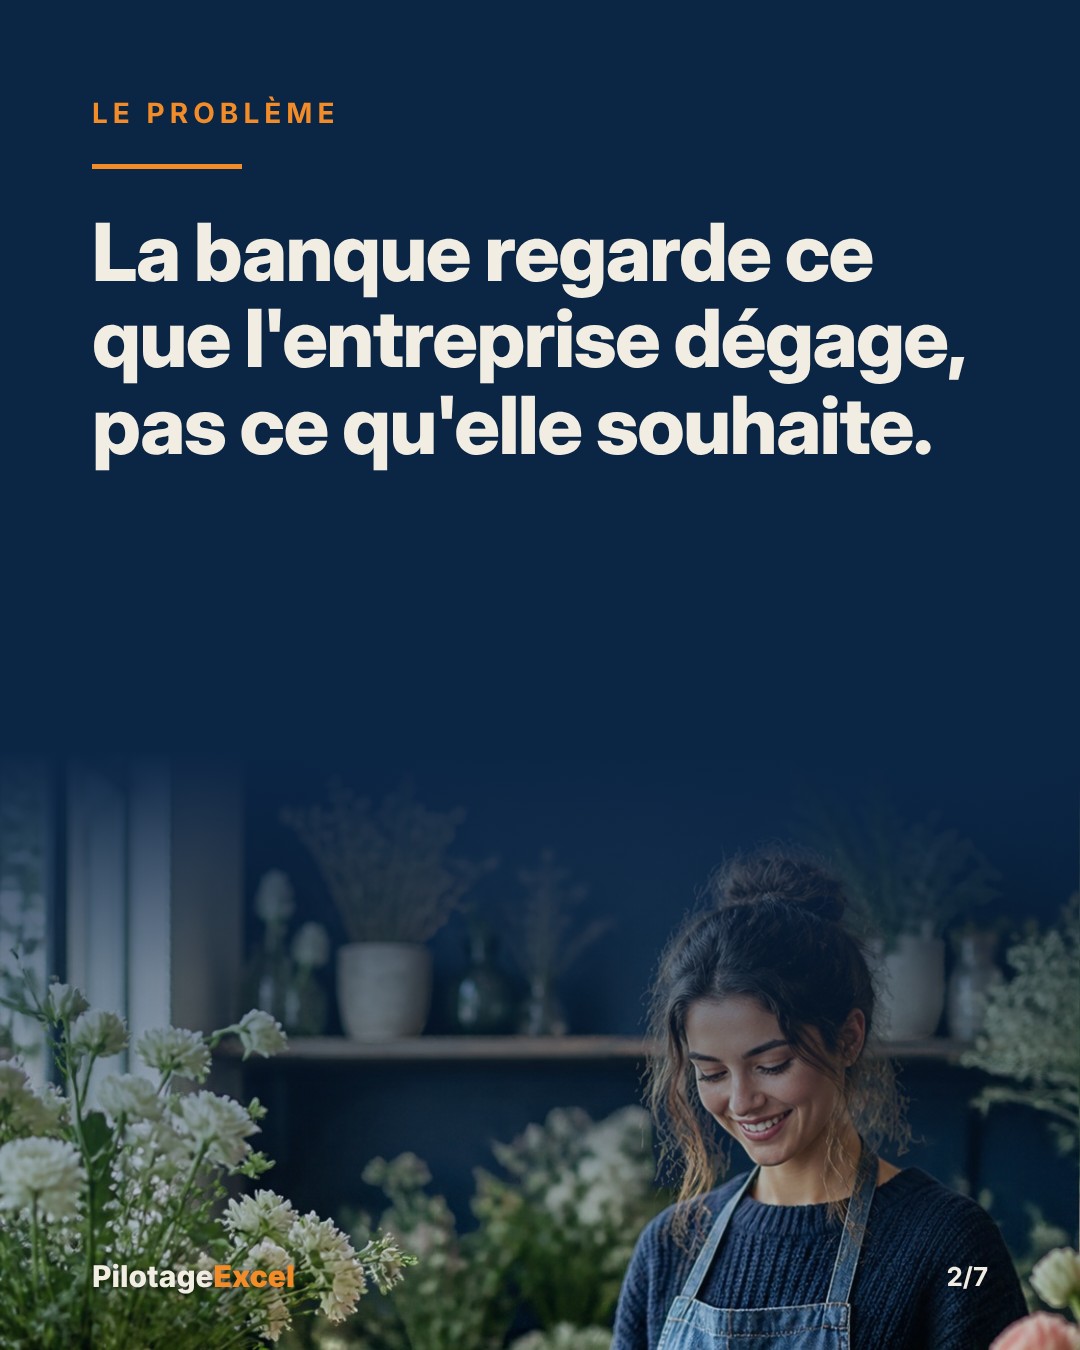 LE PROBLÈME
La banque regarde ce
que l'entreprise dégage,
pas ce qu'elle souhaite.
PilotageExcel
2/7